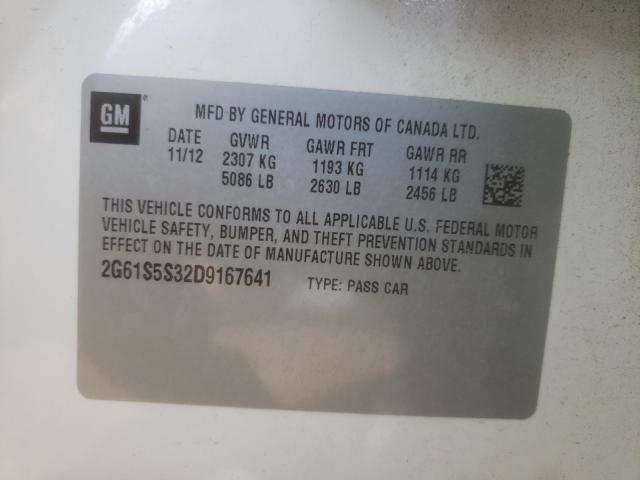 GM®
MFD BY GENERAL MOTORS OF CANADA LTD.
DATE GVWR GAWR FRT GAWR RR
11/12 2307 KG 1193 KG 1114 KG
5086 LB 2630 LB 2456 LB
THIS VEHICLE CONFORMS TO ALL APPLICABLE U.S. FEDERAL MOTOR
VEHICLE SAFETY, BUMPER, AND THEFT PREVENTION STANDARDS IN
EFFECT ON THE DATE OF MANUFACTURE SHOWN ABOVE.
2G61S5S32D9167641 TYPE: PASS CAR